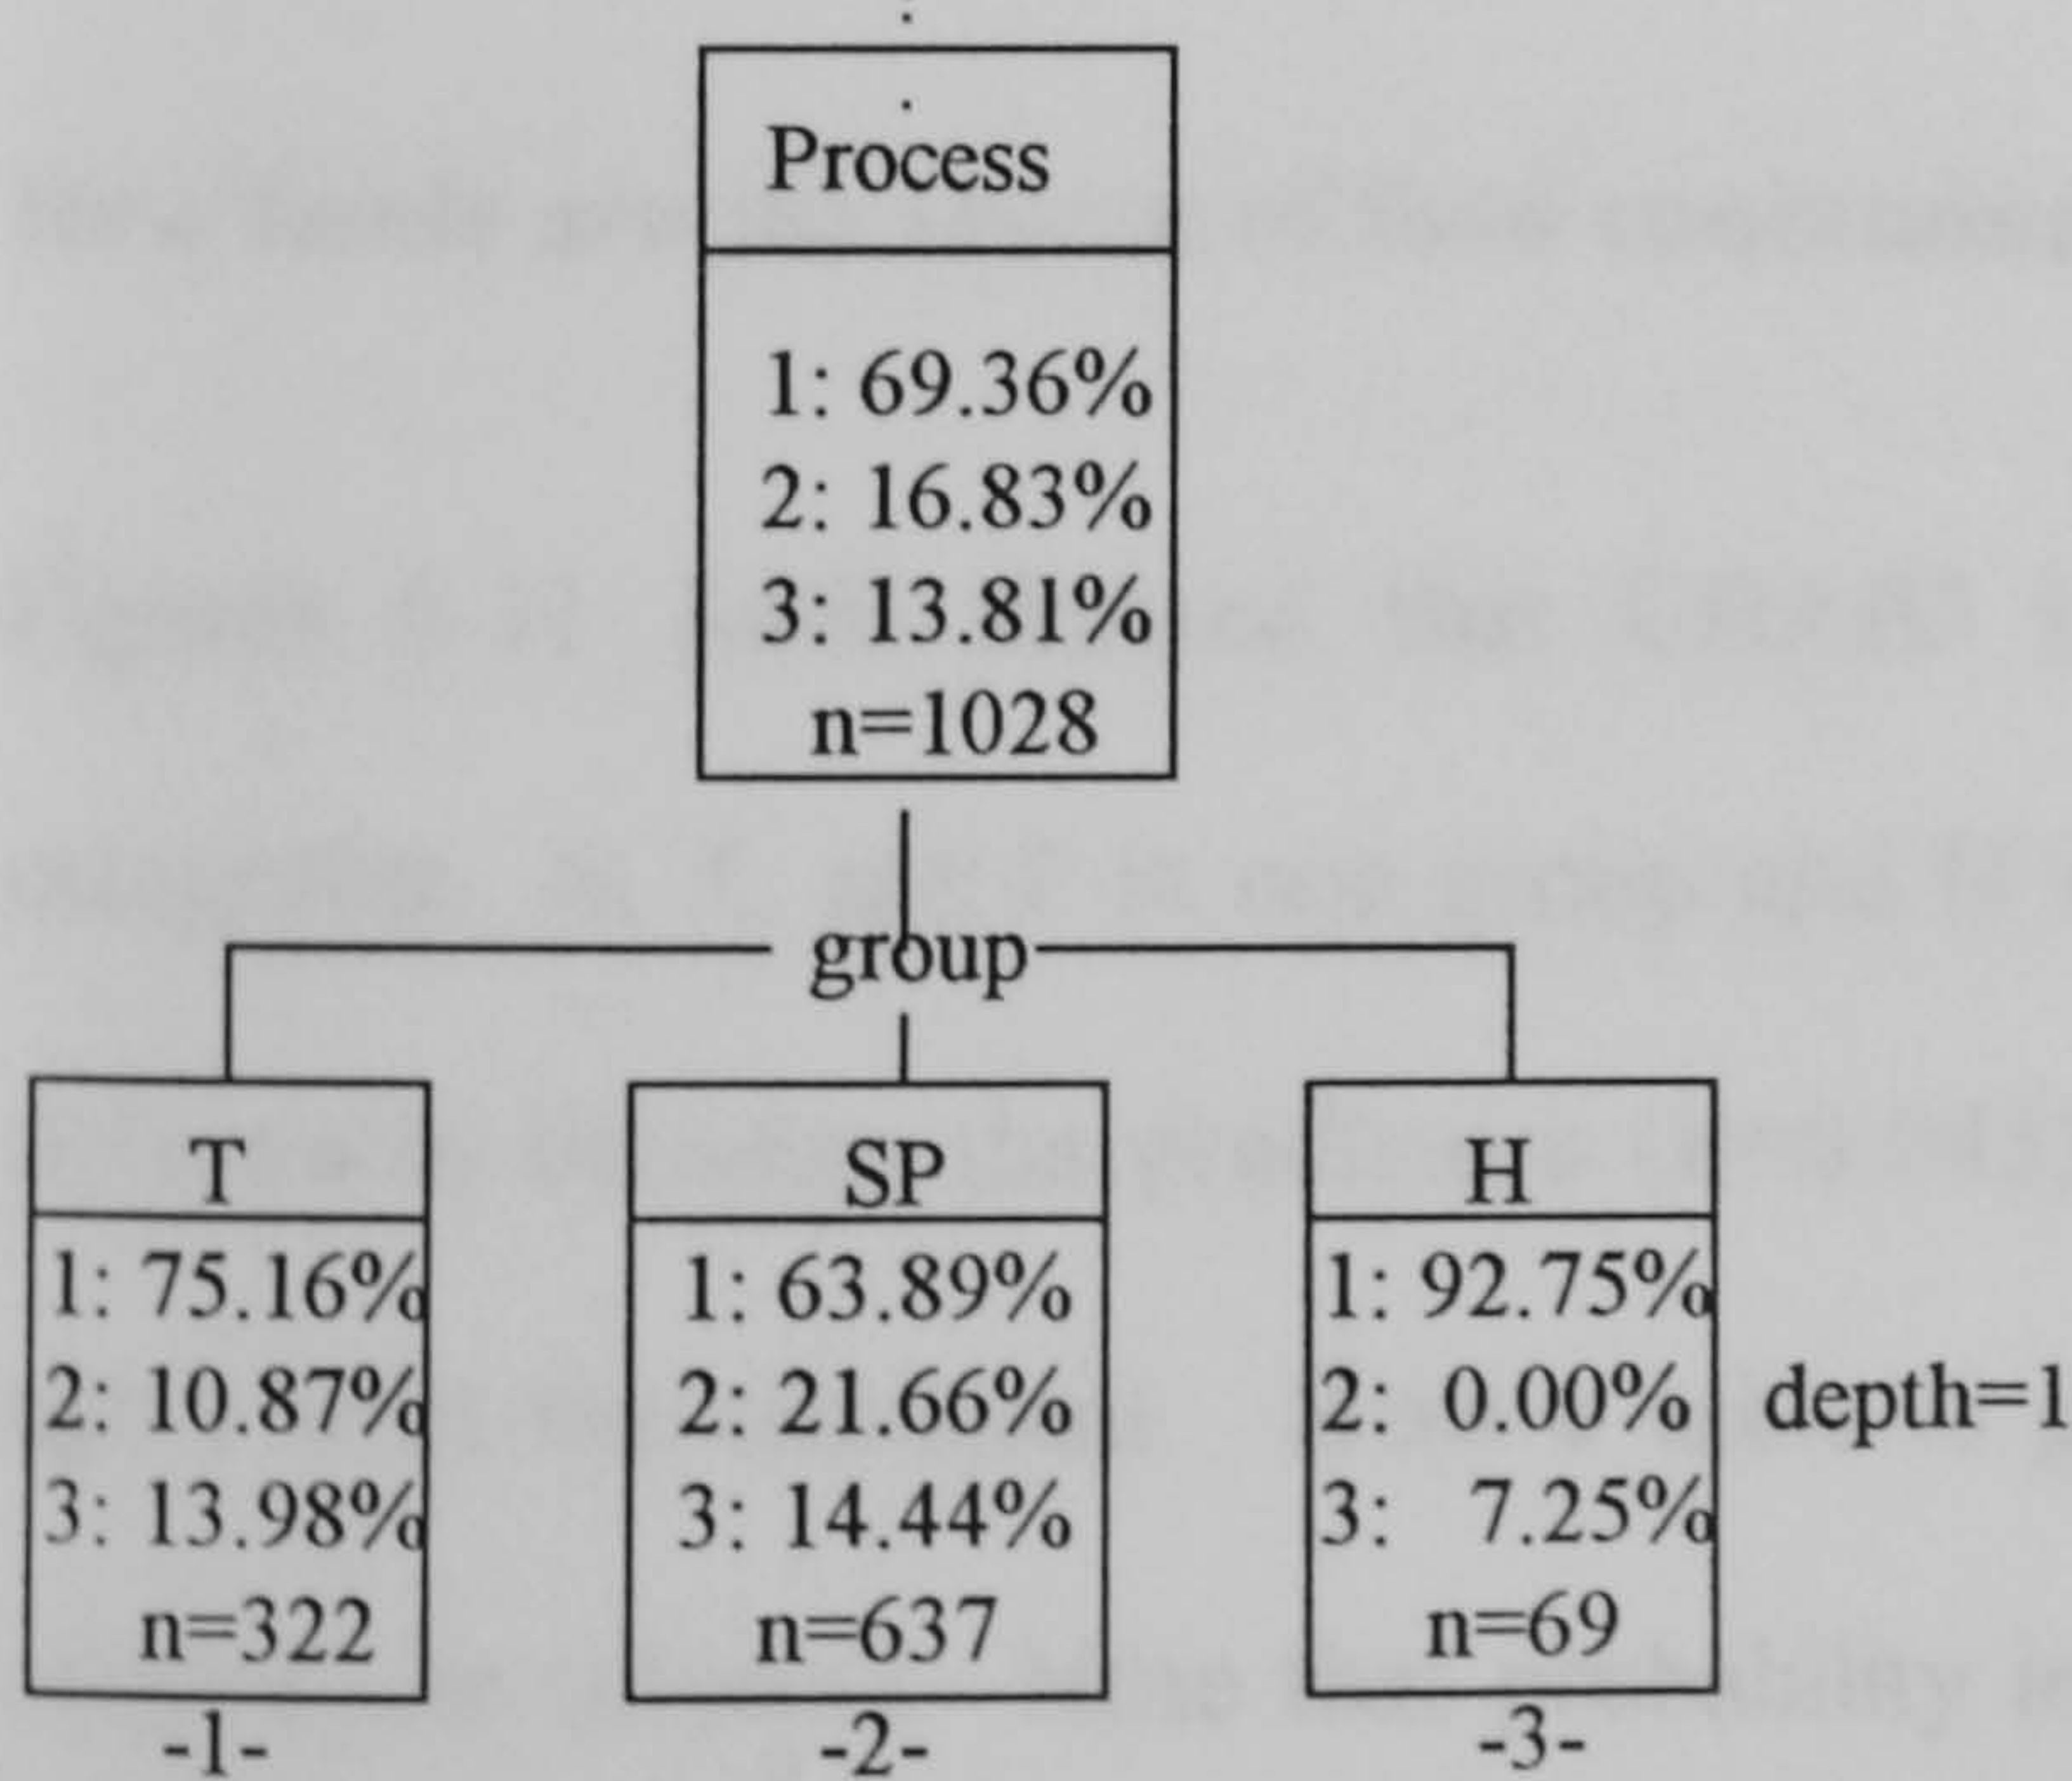 Process
1: 69.36%
2: 16.83%
3: 13.81%
n=1028
group
T
1: 75.16%
2: 10.87%
3: 13.98%
n=322
-1-
SP
1: 63.89%
2: 21.66%
3: 14.44%
n=637
-2-
H
1: 92.75%
2: 0.00%
3: 7.25%
n=69
-3-
depth=1